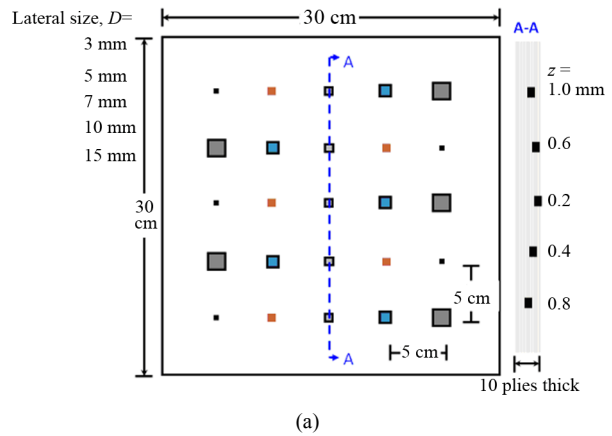 Lateral size, D=
3 mm
5 mm
7 mm
10 mm
15 mm
30 cm
A-A
A
z =
1.0 mm
0.6
0.2
0.4
0.8
30
cm
5 cm
5 cm
A
10 plies thick
(a)